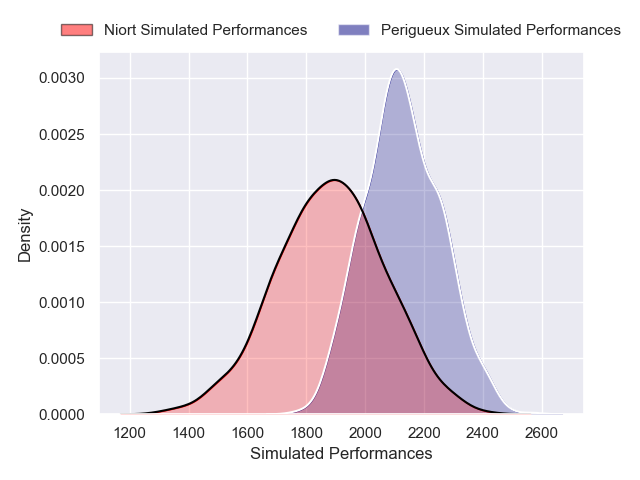 Niort Simulated Performances Perigueux Simulated Performances
0.0030
0.0025
0.0020
0.0015
0.0010
0.0005
0.0000
Density
1200 1400 1600 1800 2000 2200 2400 2600
Simulated Performances